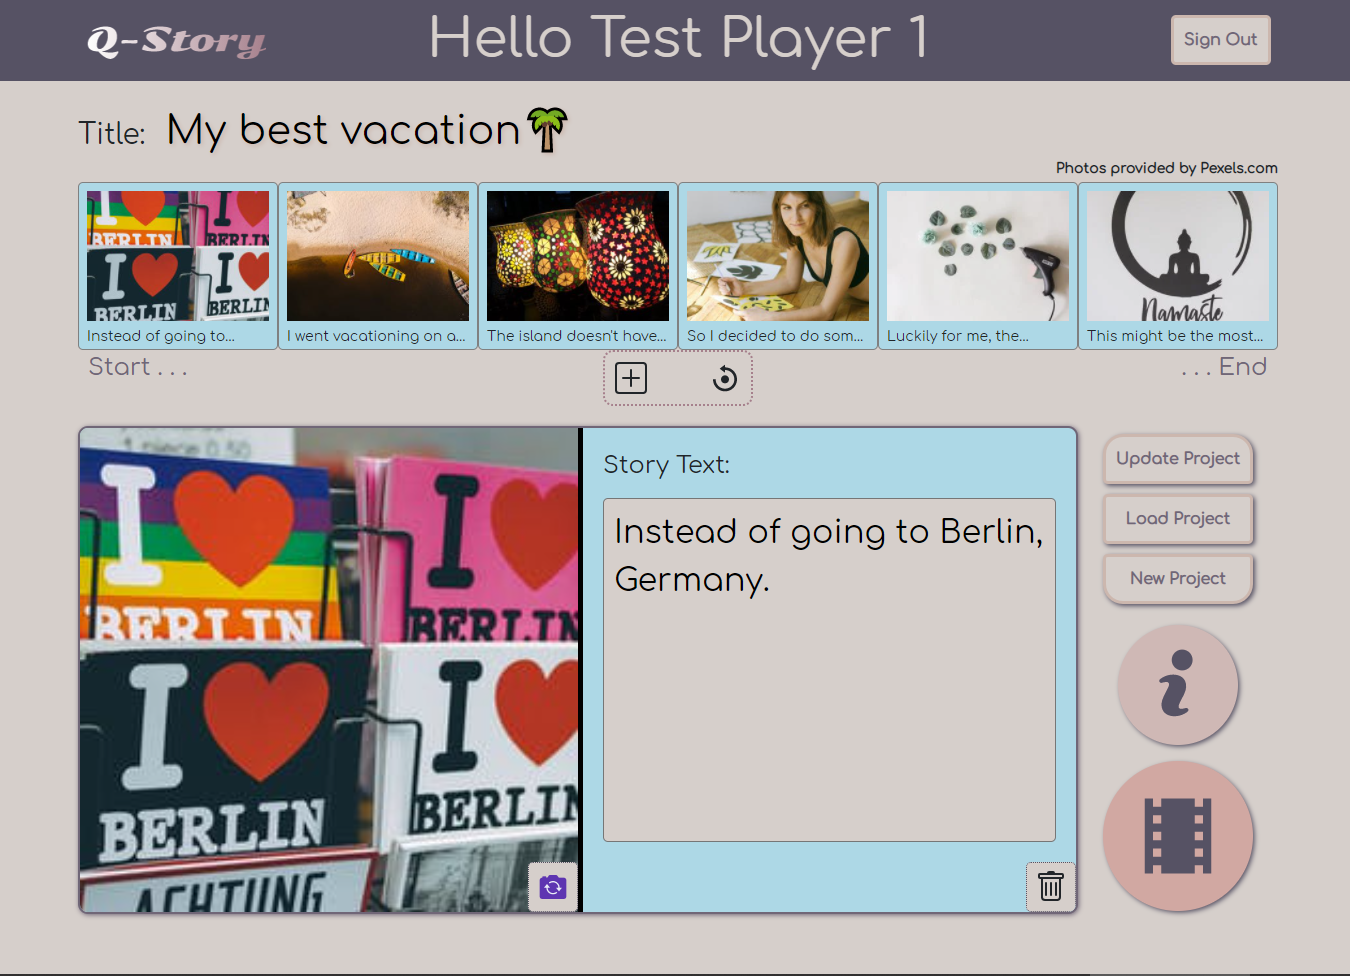 Q-Story
Hello Test Player 1
Sign Out
Title: My best vacation🌴
Photos provided by Pexels.com
BERLIN
BERLIN
I ❤ BERLIN
I ❤ BERLIN
Namaste
Instead of going to...
I went vacationing on a...
The island doesn't have...
So I decided to do som...
Luckily for me, the...
This might be the most...
Start . . .
. . . End
1 piece 0.50
I ❤
BERLIN
I ❤
BERLIN
I ❤
BERLIN
I ❤
BERLIN
ACHTUNG
Story Text:
Instead of going to Berlin,
Germany.
Update Project
Load Project
New Project
i